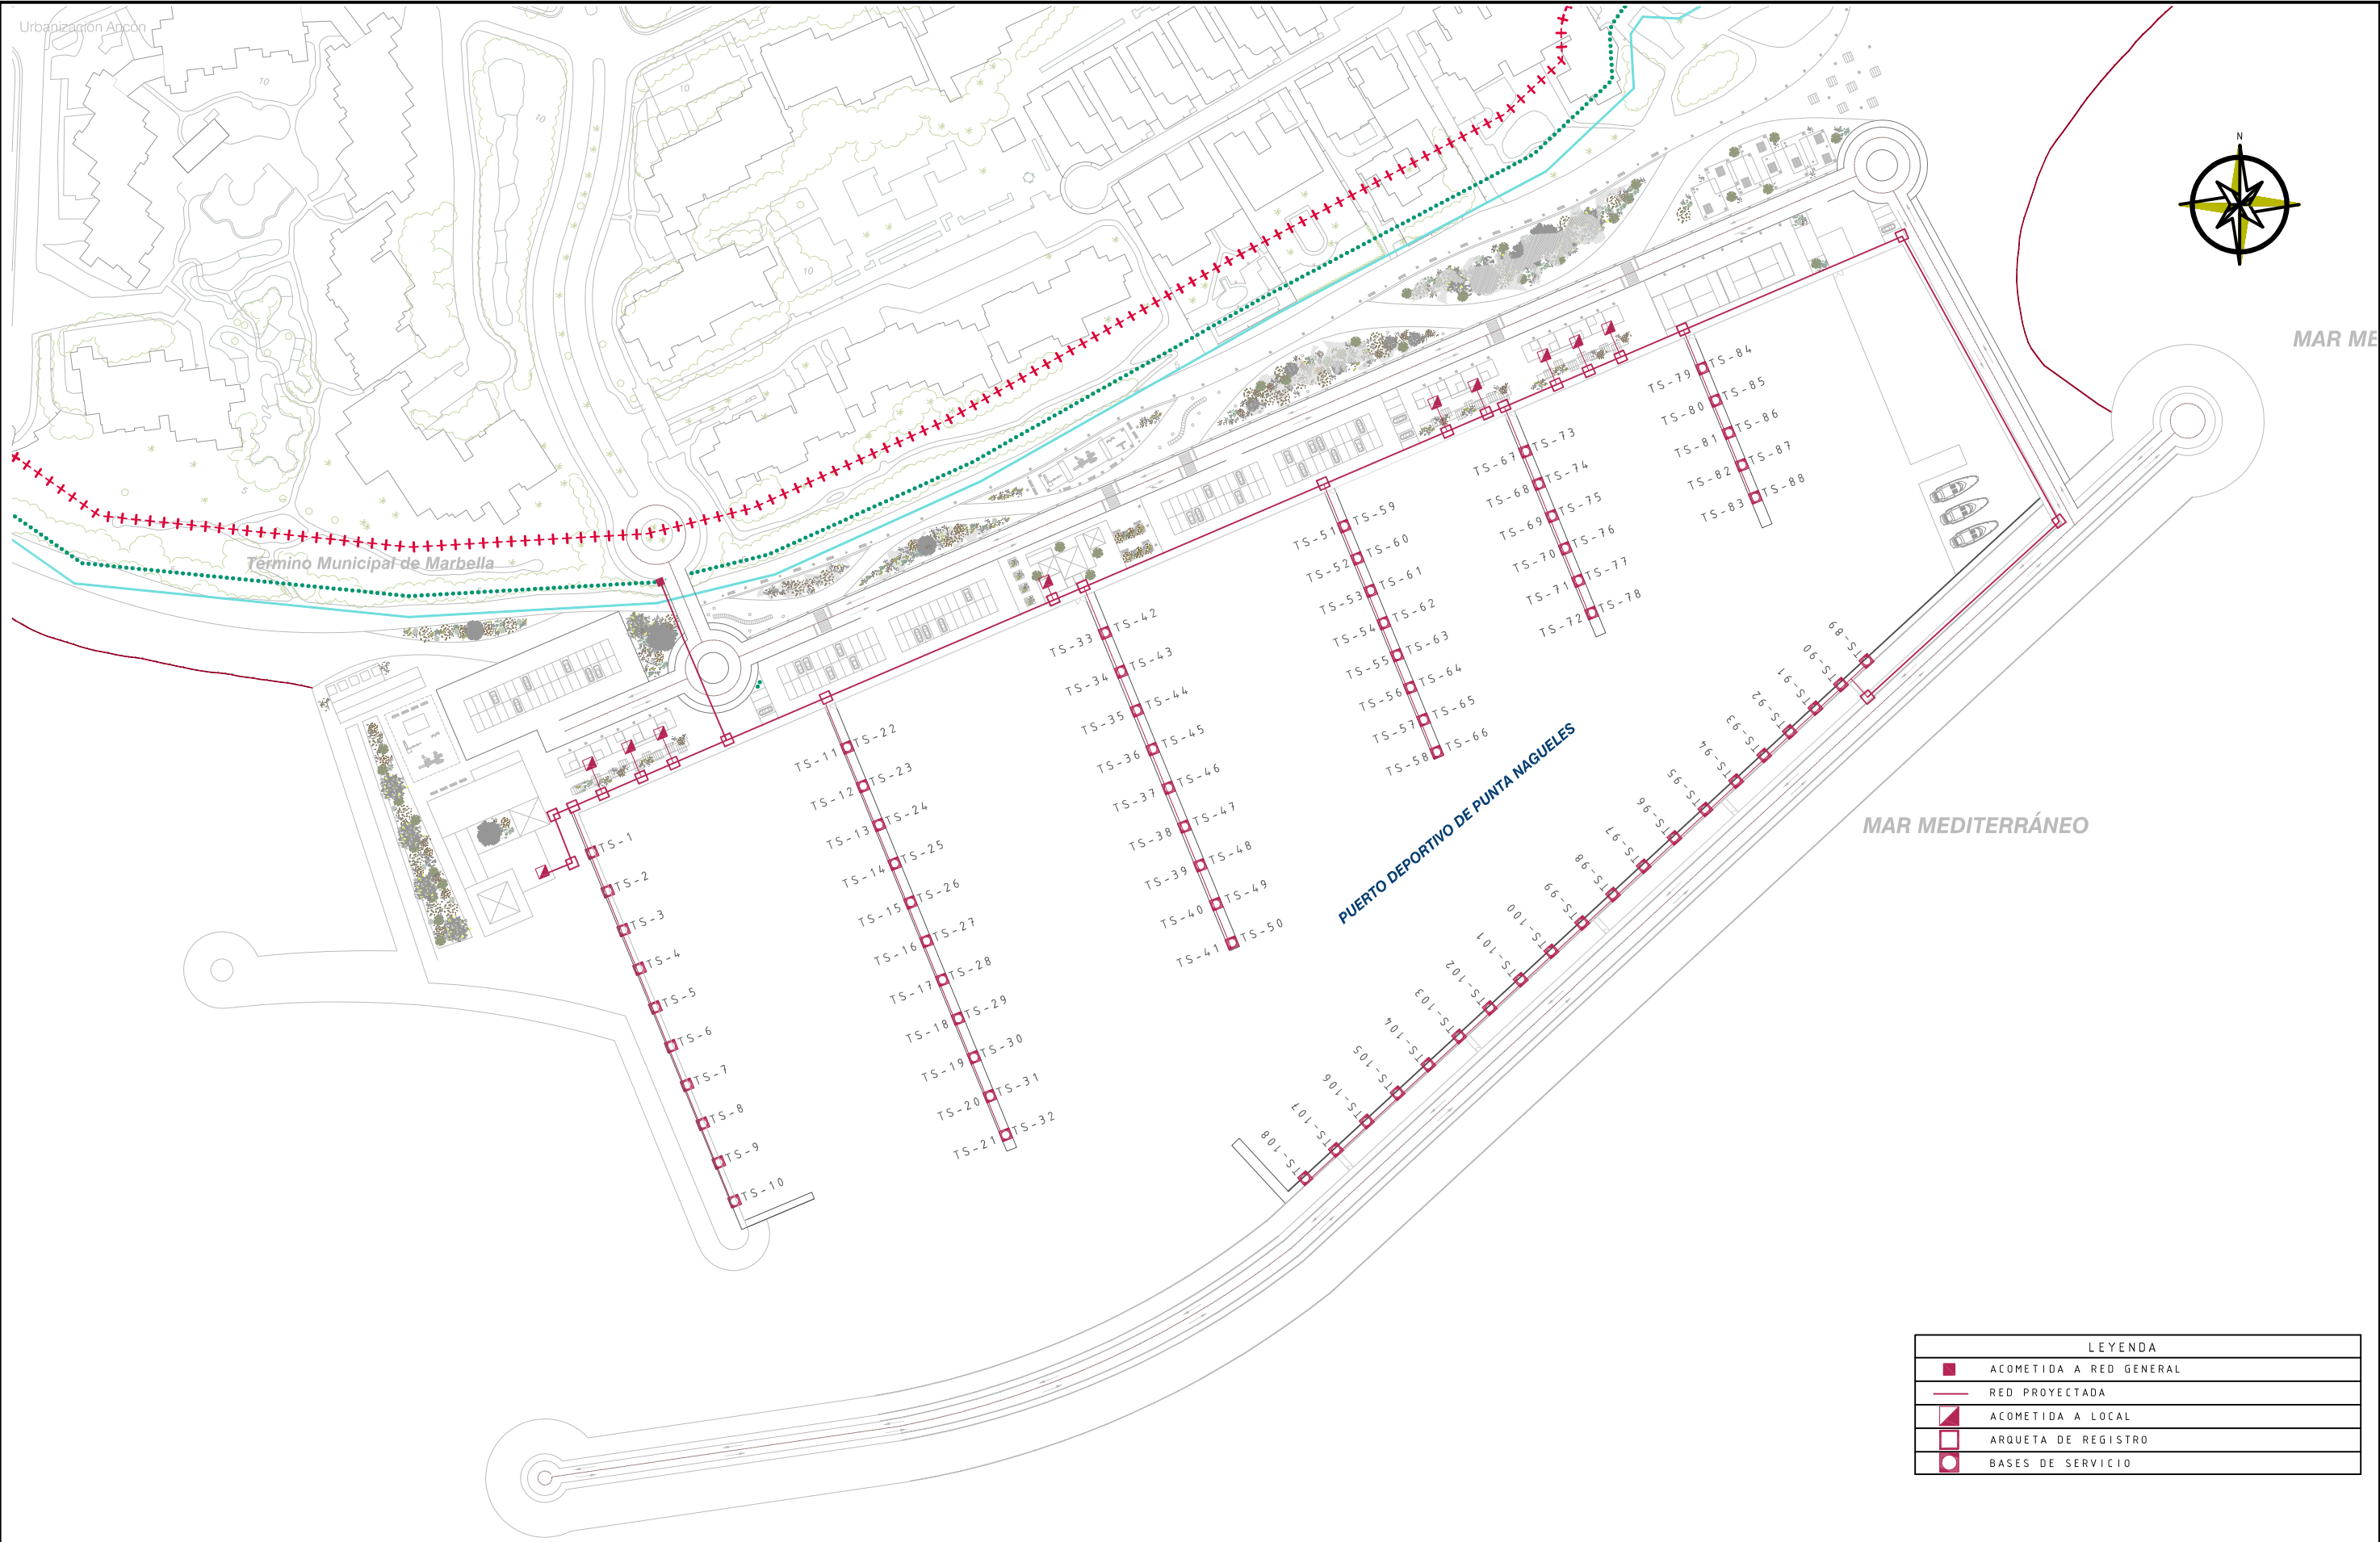 Urbanización Ancón
10
10
10
10
5
5
N
MAR ME
Término Municipal de Marbella
MAR MEDITERRÁNEO
PUERTO DEPORTIVO DE PUNTA NAGUELES
TS-1
TS-2
TS-3
TS-4
TS-5
TS-6
TS-7
TS-8
TS-9
TS-10
TS-11 TS-22
TS-12 TS-23
TS-13 TS-24
TS-14 TS-25
TS-15 TS-26
TS-16 TS-27
TS-17 TS-28
TS-18 TS-29
TS-19 TS-30
TS-20 TS-31
TS-21 TS-32
TS-33 TS-42
TS-34 TS-43
TS-35 TS-44
TS-36 TS-45
TS-37 TS-46
TS-38 TS-47
TS-39 TS-48
TS-40 TS-49
TS-41 TS-50
TS-51 TS-59
TS-52 TS-60
TS-53 TS-61
TS-54 TS-62
TS-55 TS-63
TS-56 TS-64
TS-57 TS-65
TS-58 TS-66
TS-67 TS-73
TS-68 TS-74
TS-69 TS-75
TS-70 TS-76
TS-71 TS-77
TS-72 TS-78
TS-79 TS-84
TS-80 TS-85
TS-81 TS-86
TS-82 TS-87
TS-83 TS-88
TS-89
TS-90
TS-91
TS-92
TS-93
TS-94
TS-95
TS-96
TS-97
TS-98
TS-99
TS-100
TS-101
TS-102
TS-103
TS-104
TS-105
TS-106
TS-107
TS-108
LEYENDA
ACOMETIDA A RED GENERAL
RED PROYECTADA
ACOMETIDA A LOCAL
ARQUETA DE REGISTRO
BASES DE SERVICIO